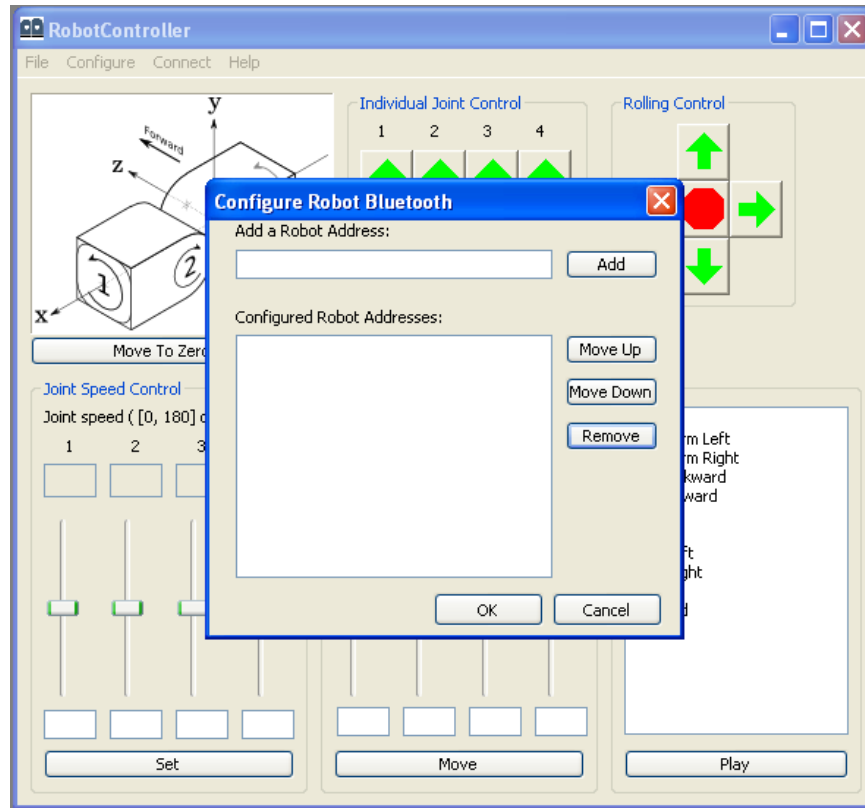 RobotController
File Configure Connect Help
y
Forward
z
x
1
2
Move To Zero
Individual Joint Control
1 2 3 4
Rolling Control
Configure Robot Bluetooth
Add a Robot Address:
Add
Configured Robot Addresses:
Move Up
Move Down
Remove
OK
Cancel
Joint Speed Control
Joint speed ( [0, 180]
1 2 3
Set
Move
Left
Right
Play